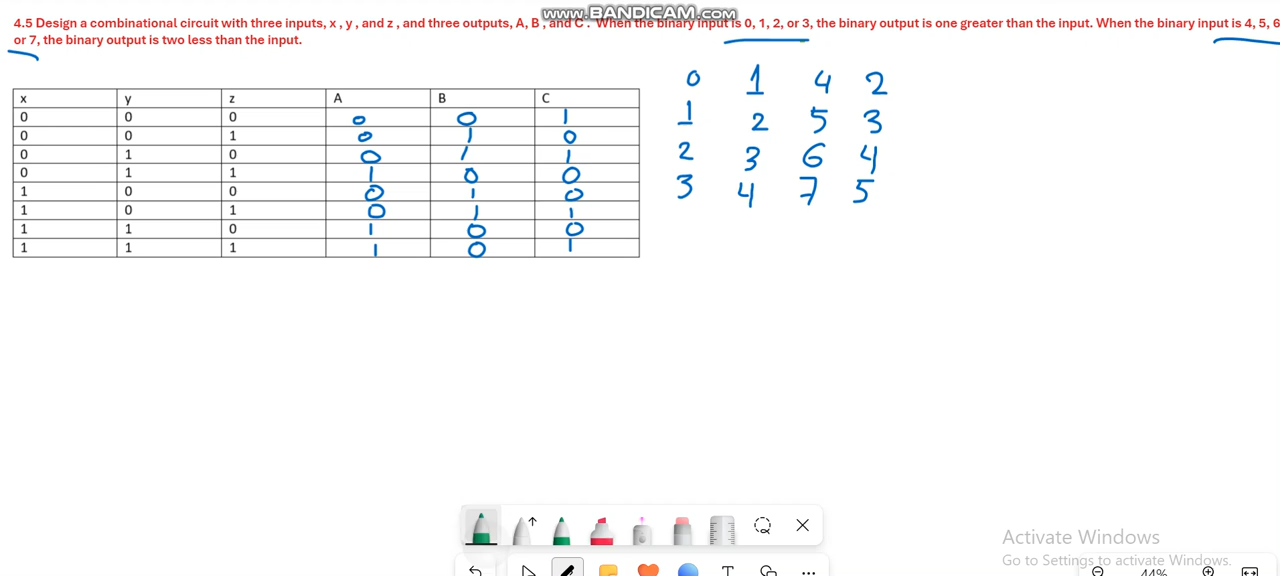 www.BANDICAM.com
4.5 Design a combinational circuit with three inputs, x , y , and z , and three outputs, A, B , and C . When the binary input is 0, 1, 2, or 3, the binary output is one greater than the input. When the binary input is 4, 5, 6
or 7, the binary output is two less than the input.
0 1 4 2
1 2 5 3
2 3 6 4
3 4 7 5
x y z A B C
0 0 0 0 0 1
0 0 1 0 1 0
0 1 0 0 1 1
0 1 1 1 0 0
1 0 0 0 1 0
1 0 1 0 1 1
1 1 0 1 0 0
1 1 1 1 0 1
Activate Windows
Go to Settings to activate Windows.
T
44%